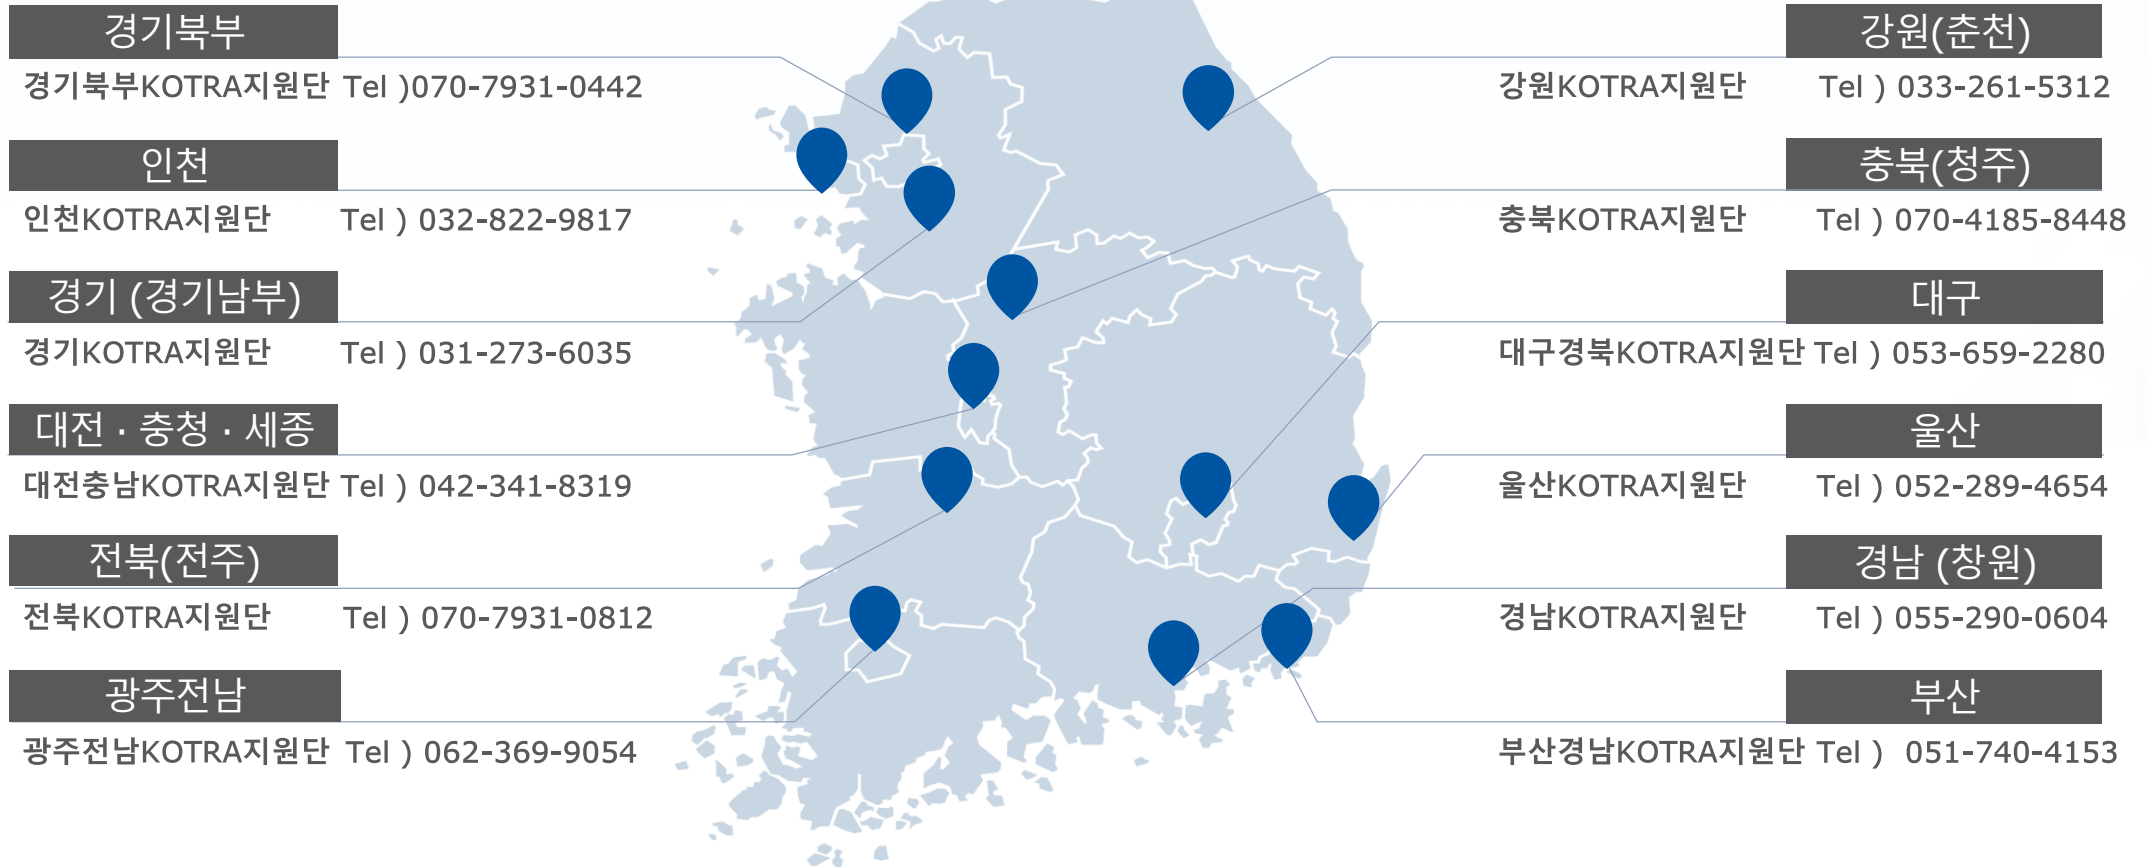 경기북부
경기북부KOTRA지원단 Tel )070-7931-0442
인천
인천KOTRA지원단 Tel ) 032-822-9817
경기 (경기남부)
경기KOTRA지원단 Tel ) 031-273-6035
대전 · 충청 · 세종
대전충남KOTRA지원단 Tel ) 042-341-8319
전북(전주)
전북KOTRA지원단 Tel ) 070-7931-0812
광주전남
광주전남KOTRA지원단 Tel ) 062-369-9054
강원(춘천)
강원KOTRA지원단 Tel ) 033-261-5312
충북(청주)
충북KOTRA지원단 Tel ) 070-4185-8448
대구
대구경북KOTRA지원단 Tel ) 053-659-2280
울산
울산KOTRA지원단 Tel ) 052-289-4654
경남 (창원)
경남KOTRA지원단 Tel ) 055-290-0604
부산
부산경남KOTRA지원단 Tel ) 051-740-4153